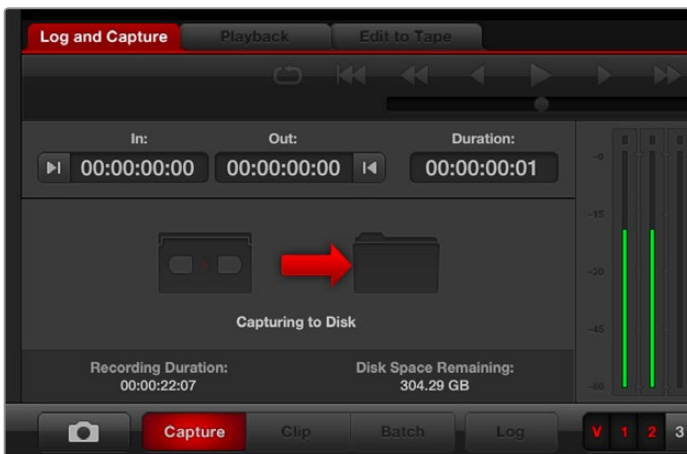 Log and Capture Playback Edit to Tape
In: Out: Duration:
00:00:00:00 00:00:00:00 00:00:00:01
-0
-15
-30
-45
-60
Capturing to Disk
Recording Duration: Disk Space Remaining:
00:00:22:07 304.29 GB
Capture Clip Batch Log V 1 2 3